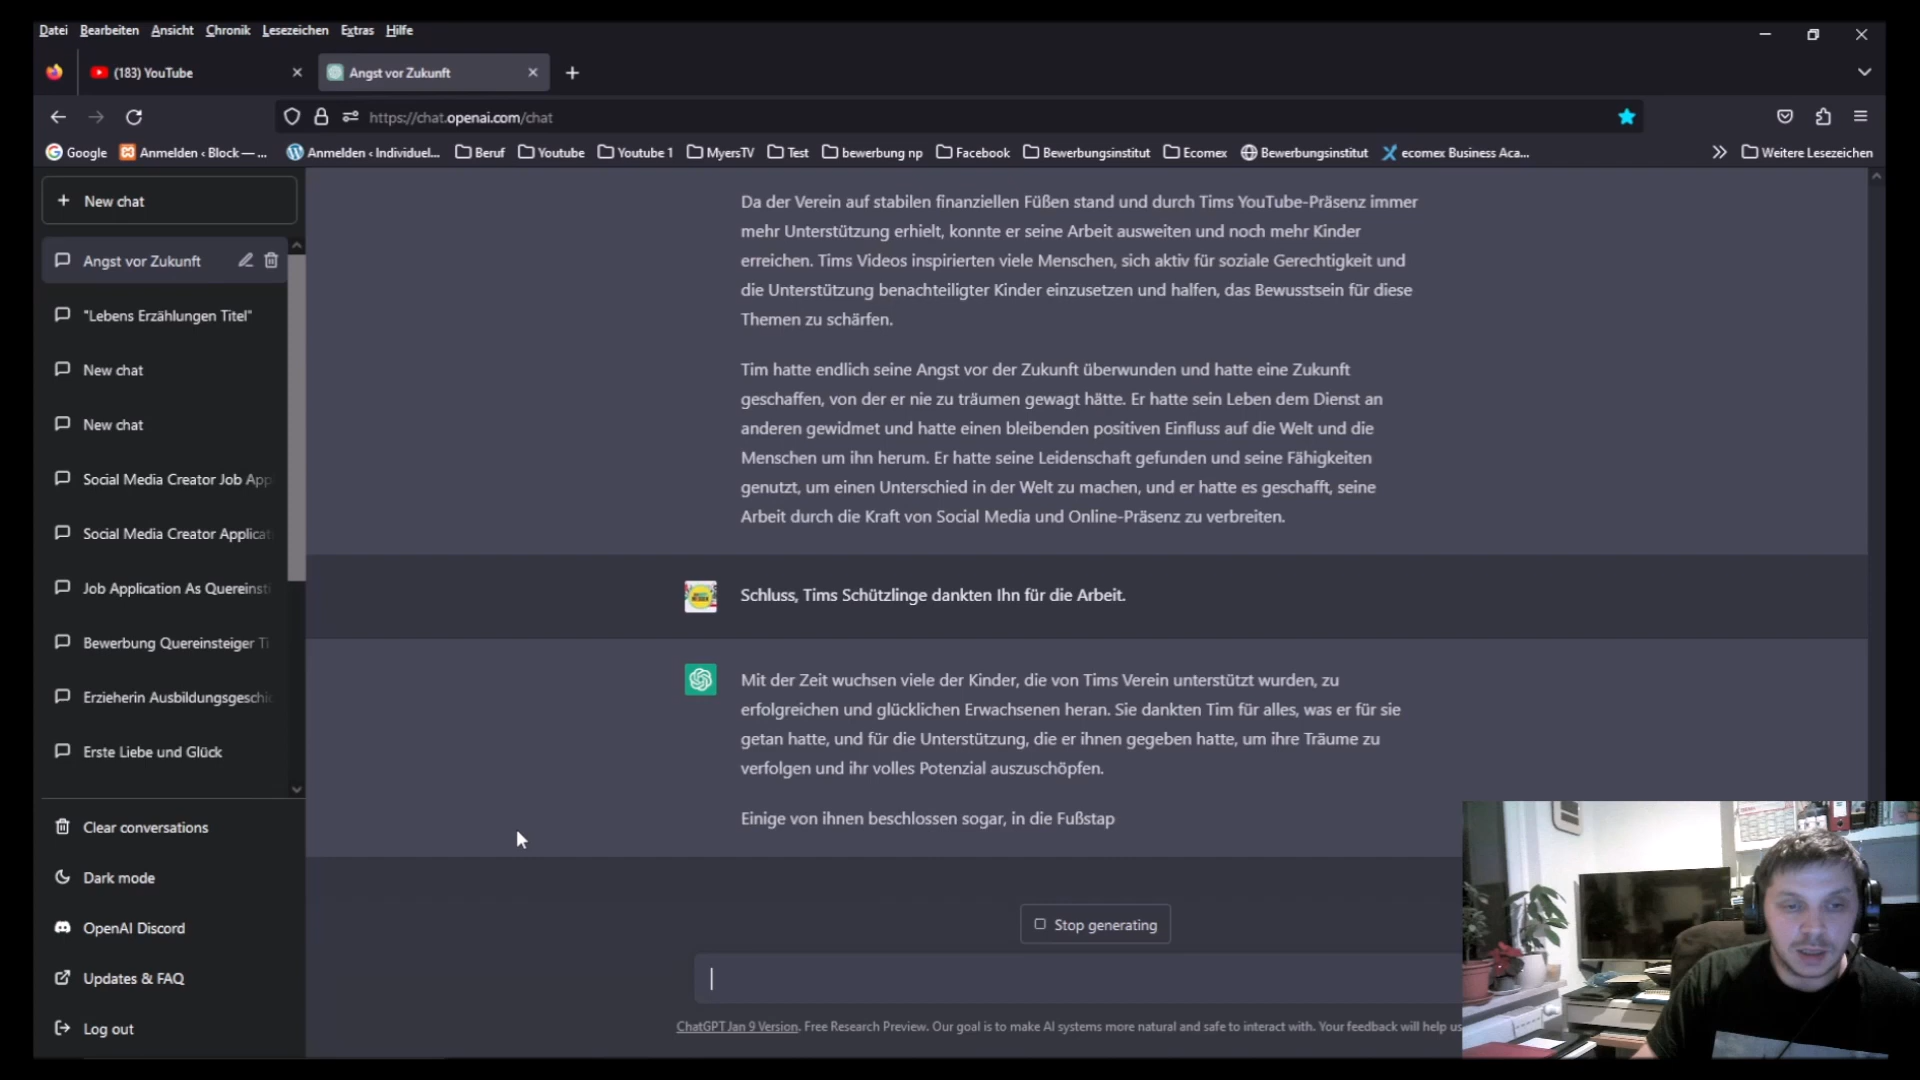 Datei Bearbeiten Ansicht Chronik Lesezeichen Extras Hilfe
(183) YouTube
Angst vor Zukunft
https://chat.openai.com/chat
Google
Anmeldung ‹ Block — ...
Anmelden ‹ Individuel...
Beruf
Youtube
Youtube 1
MyersTV
Test
bewerbung np
Facebook
Bewerbungsinstitut
Ecomex
Bewerbungsinstitut
ecomex Business Aca...
Weitere Lesezeichen
+ New chat
Angst vor Zukunft
"Lebens Erzählungen Titel"
New chat
New chat
Social Media Creator Job App
Social Media Creator Applicat
Job Application As Quereinsti
Bewerbung Quereinsteiger Ti
Erzieherin Ausbildungsgeschic
Erste Liebe und Glück
Clear conversations
Dark mode
OpenAI Discord
Updates & FAQ
Log out
Da der Verein auf stabilen finanziellen Füßen stand und durch Tims YouTube-Präsenz immer
mehr Unterstützung erhielt, konnte er seine Arbeit ausweiten und noch mehr Kinder
erreichen. Tims Videos inspirierten viele Menschen, sich aktiv für soziale Gerechtigkeit und
die Unterstützung benachteiligter Kinder einzusetzen und halfen, das Bewusstsein für diese
Themen zu schärfen.
Tim hatte endlich seine Angst vor der Zukunft überwunden und hatte eine Zukunft
geschaffen, von der er nie zu träumen gewagt hätte. Er hatte sein Leben dem Dienst an
anderen gewidmet und hatte einen bleibenden positiven Einfluss auf die Welt und die
Menschen um ihn herum. Er hatte seine Leidenschaft gefunden und seine Fähigkeiten
genutzt, um einen Unterschied in der Welt zu machen, und er hatte es geschafft, seine
Arbeit durch die Kraft von Social Media und Online-Präsenz zu verbreiten.
Schluss, Tims Schützlinge dankten Ihn für die Arbeit.
Mit der Zeit wuchsen viele der Kinder, die von Tims Verein unterstützt wurden, zu
erfolgreichen und glücklichen Erwachsenen heran. Sie dankten Tim für alles, was er für sie
getan hatte, und für die Unterstützung, die er ihnen gegeben hatte, um ihre Träume zu
verfolgen und ihr volles Potenzial auszuschöpfen.
Einige von ihnen beschlossen sogar, in die Fußstap
Stop generating
ChatGPT Jan 9 Version. Free Research Preview. Our goal is to make AI systems more natural and safe to interact with. Your feedback will help us